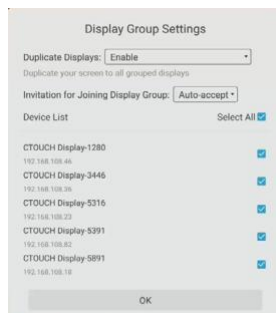 Display Group Settings
Duplicate Displays: Enable
Duplicate your screen to all grouped displays
Invitation for Joining Display Group: Auto-accept
Device List Select All
CTOUCH Display-1280
192.168.108.46
CTOUCH Display-3446
192.168.108.36
CTOUCH Display-5316
192.168.108.23
CTOUCH Display-5391
192.168.108.82
CTOUCH Display-5891
192.168.108.18
OK